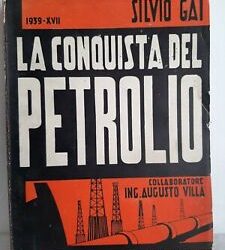 SILVIO GAI
1939-XVII
LA CONQUISTA DEL
PETROLIO
COLLABORATORE
ING. AUGUSTO VILLA